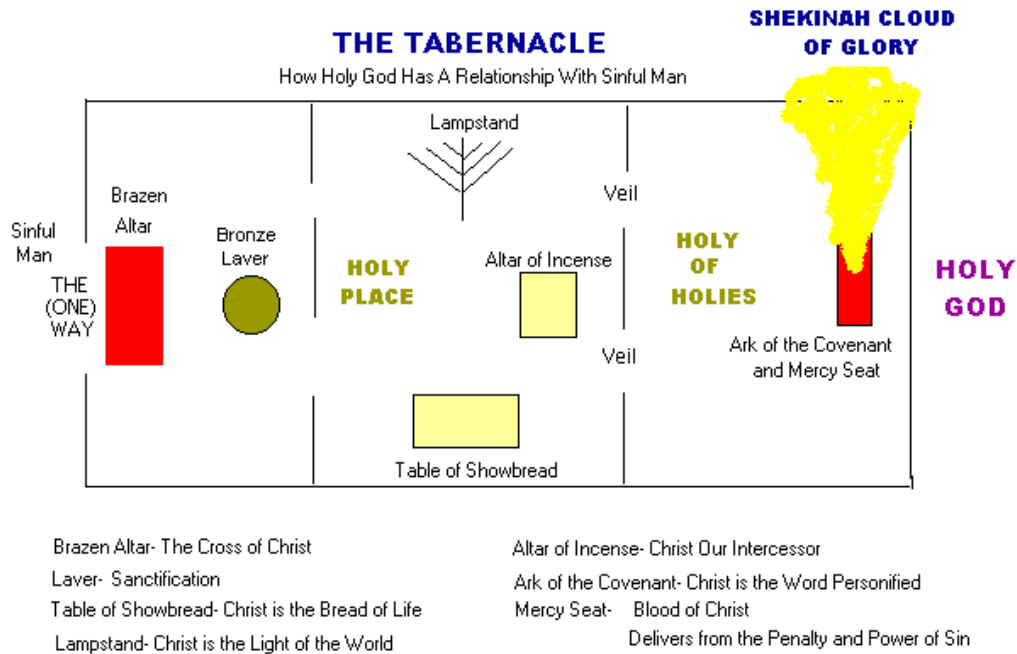 SHEKINAH CLOUD
OF GLORY
THE TABERNACLE
How Holy God Has A Relationship With Sinful Man
Lampstand
Brazen
Altar
Veil
Sinful
Man
Bronze
Laver
THE
(ONE)
WAY
HOLY
PLACE
Altar of Incense
HOLY
OF
HOLIES
HOLY
GOD
Veil
Ark of the Covenant
and Mercy Seat
Table of Showbread
Brazen Altar- The Cross of Christ
Laver- Sanctification
Table of Showbread- Christ is the Bread of Life
Lampstand- Christ is the Light of the World
Altar of Incense- Christ Our Intercessor
Ark of the Covenant- Christ is the Word Personified
Mercy Seat- Blood of Christ
Delivers from the Penalty and Power of Sin